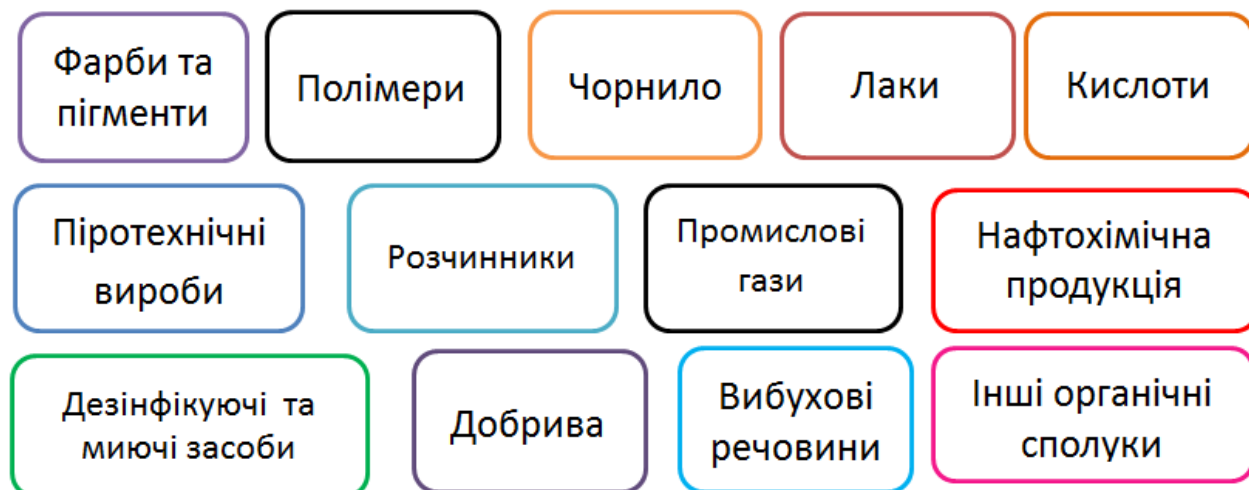 Фарби та
пігменти
Полімери
Чорнило
Лаки
Кислоти
Піротехнічні
вироби
Розчинники
Промислові
гази
Нафтохімічна
продукція
Дезінфікуючі та
миючі засоби
Добрива
Вибухові
речовини
Інші органічні
сполуки